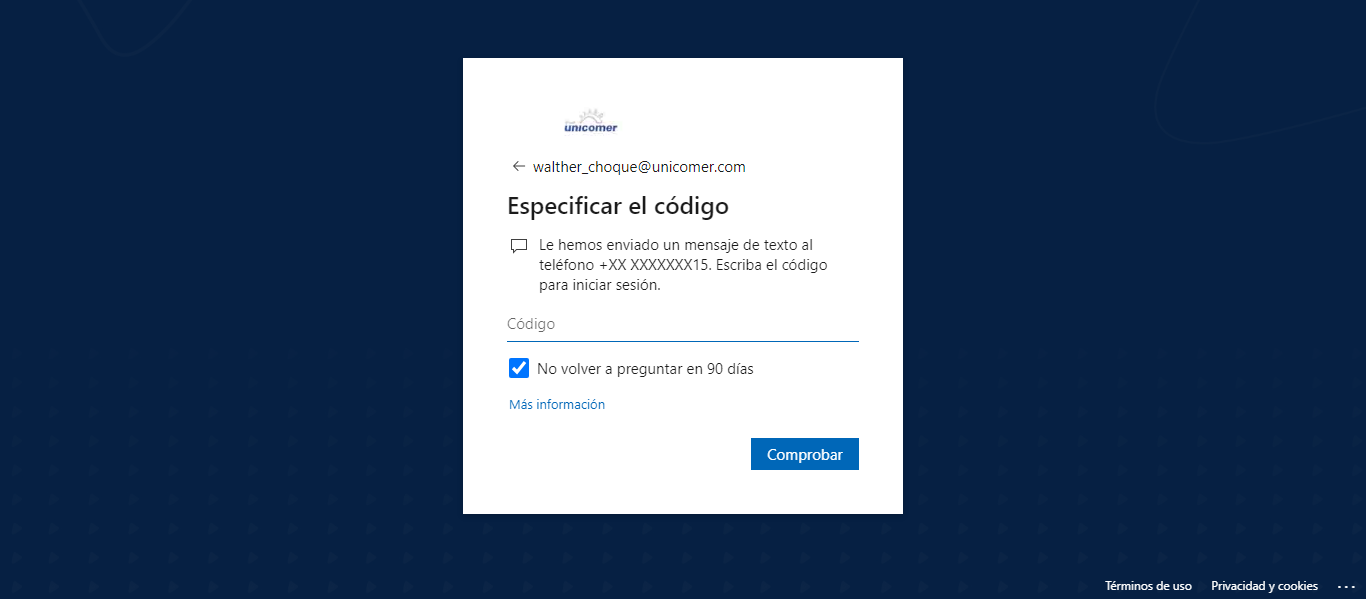 unicomer
walther_choque@unicomer.com
Especificar el código
Le hemos enviado un mensaje de texto al
teléfono +XX XXXXXXX15. Escriba el código
para iniciar sesión.
Código
No volver a preguntar en 90 días
Más información
Comprobar
Términos de uso Privacidad y cookies ...